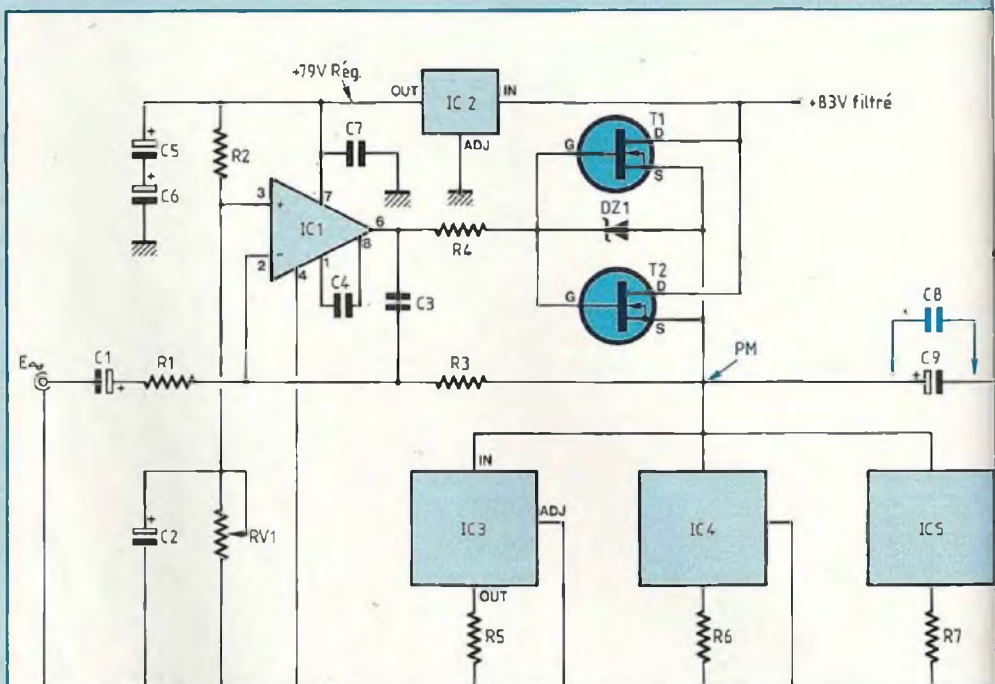 +79V Rég.
OUT
IC 2
IN
+83V filtré
ADJ
T1
D
G
S
C5
R2
C7
C6
3
+
7
IC1
6
8
2
-
4
1
C4
R4
DZ1
C3
T2
D
G
S
PM
C8
C9
E
C1
R1
R3
IN
IC3
ADJ
OUT
IC4
IC5
C2
RV1
R5
R6
R7